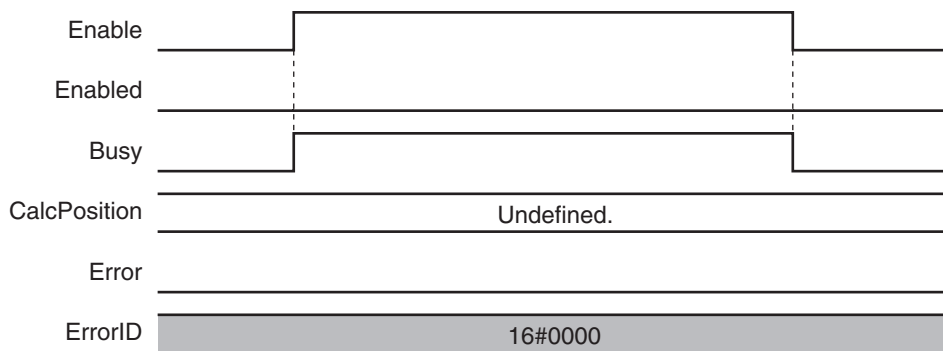 Enable
Enabled
Busy
CalcPosition
Undefined.
Error
ErrorID
16#0000